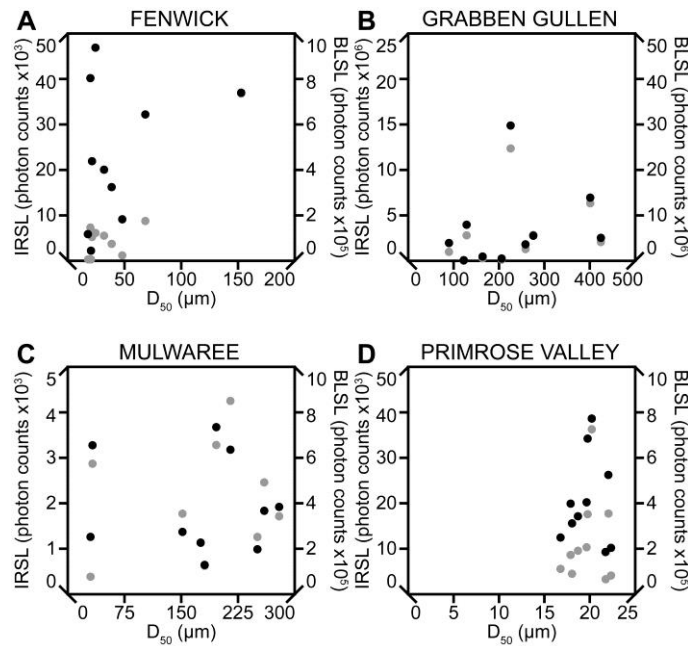 A FENWICK
50
40
30
20
10
0
IRSL (photon counts x10³)
10
8
6
4
2
0
BLSL (photon counts x10⁵)
0 50 100 150 200
D₅₀ (µm)
B GRABBEN GULLEN
25
20
15
10
5
0
IRSL (photon counts x10⁶)
50
40
30
20
10
0
BLSL (photon counts x10⁶)
0 100 200 300 400 500
D₅₀ (µm)
C MULWAREE
5
4
3
2
1
0
IRSL (photon counts x10³)
10
8
6
4
2
0
BLSL (photon counts x10⁵)
0 75 150 225 300
D₅₀ (µm)
D PRIMROSE VALLEY
50
40
30
20
10
0
IRSL (photon counts x10³)
10
8
6
4
2
0
BLSL (photon counts x10⁵)
0 5 10 15 20 25
D₅₀ (µm)